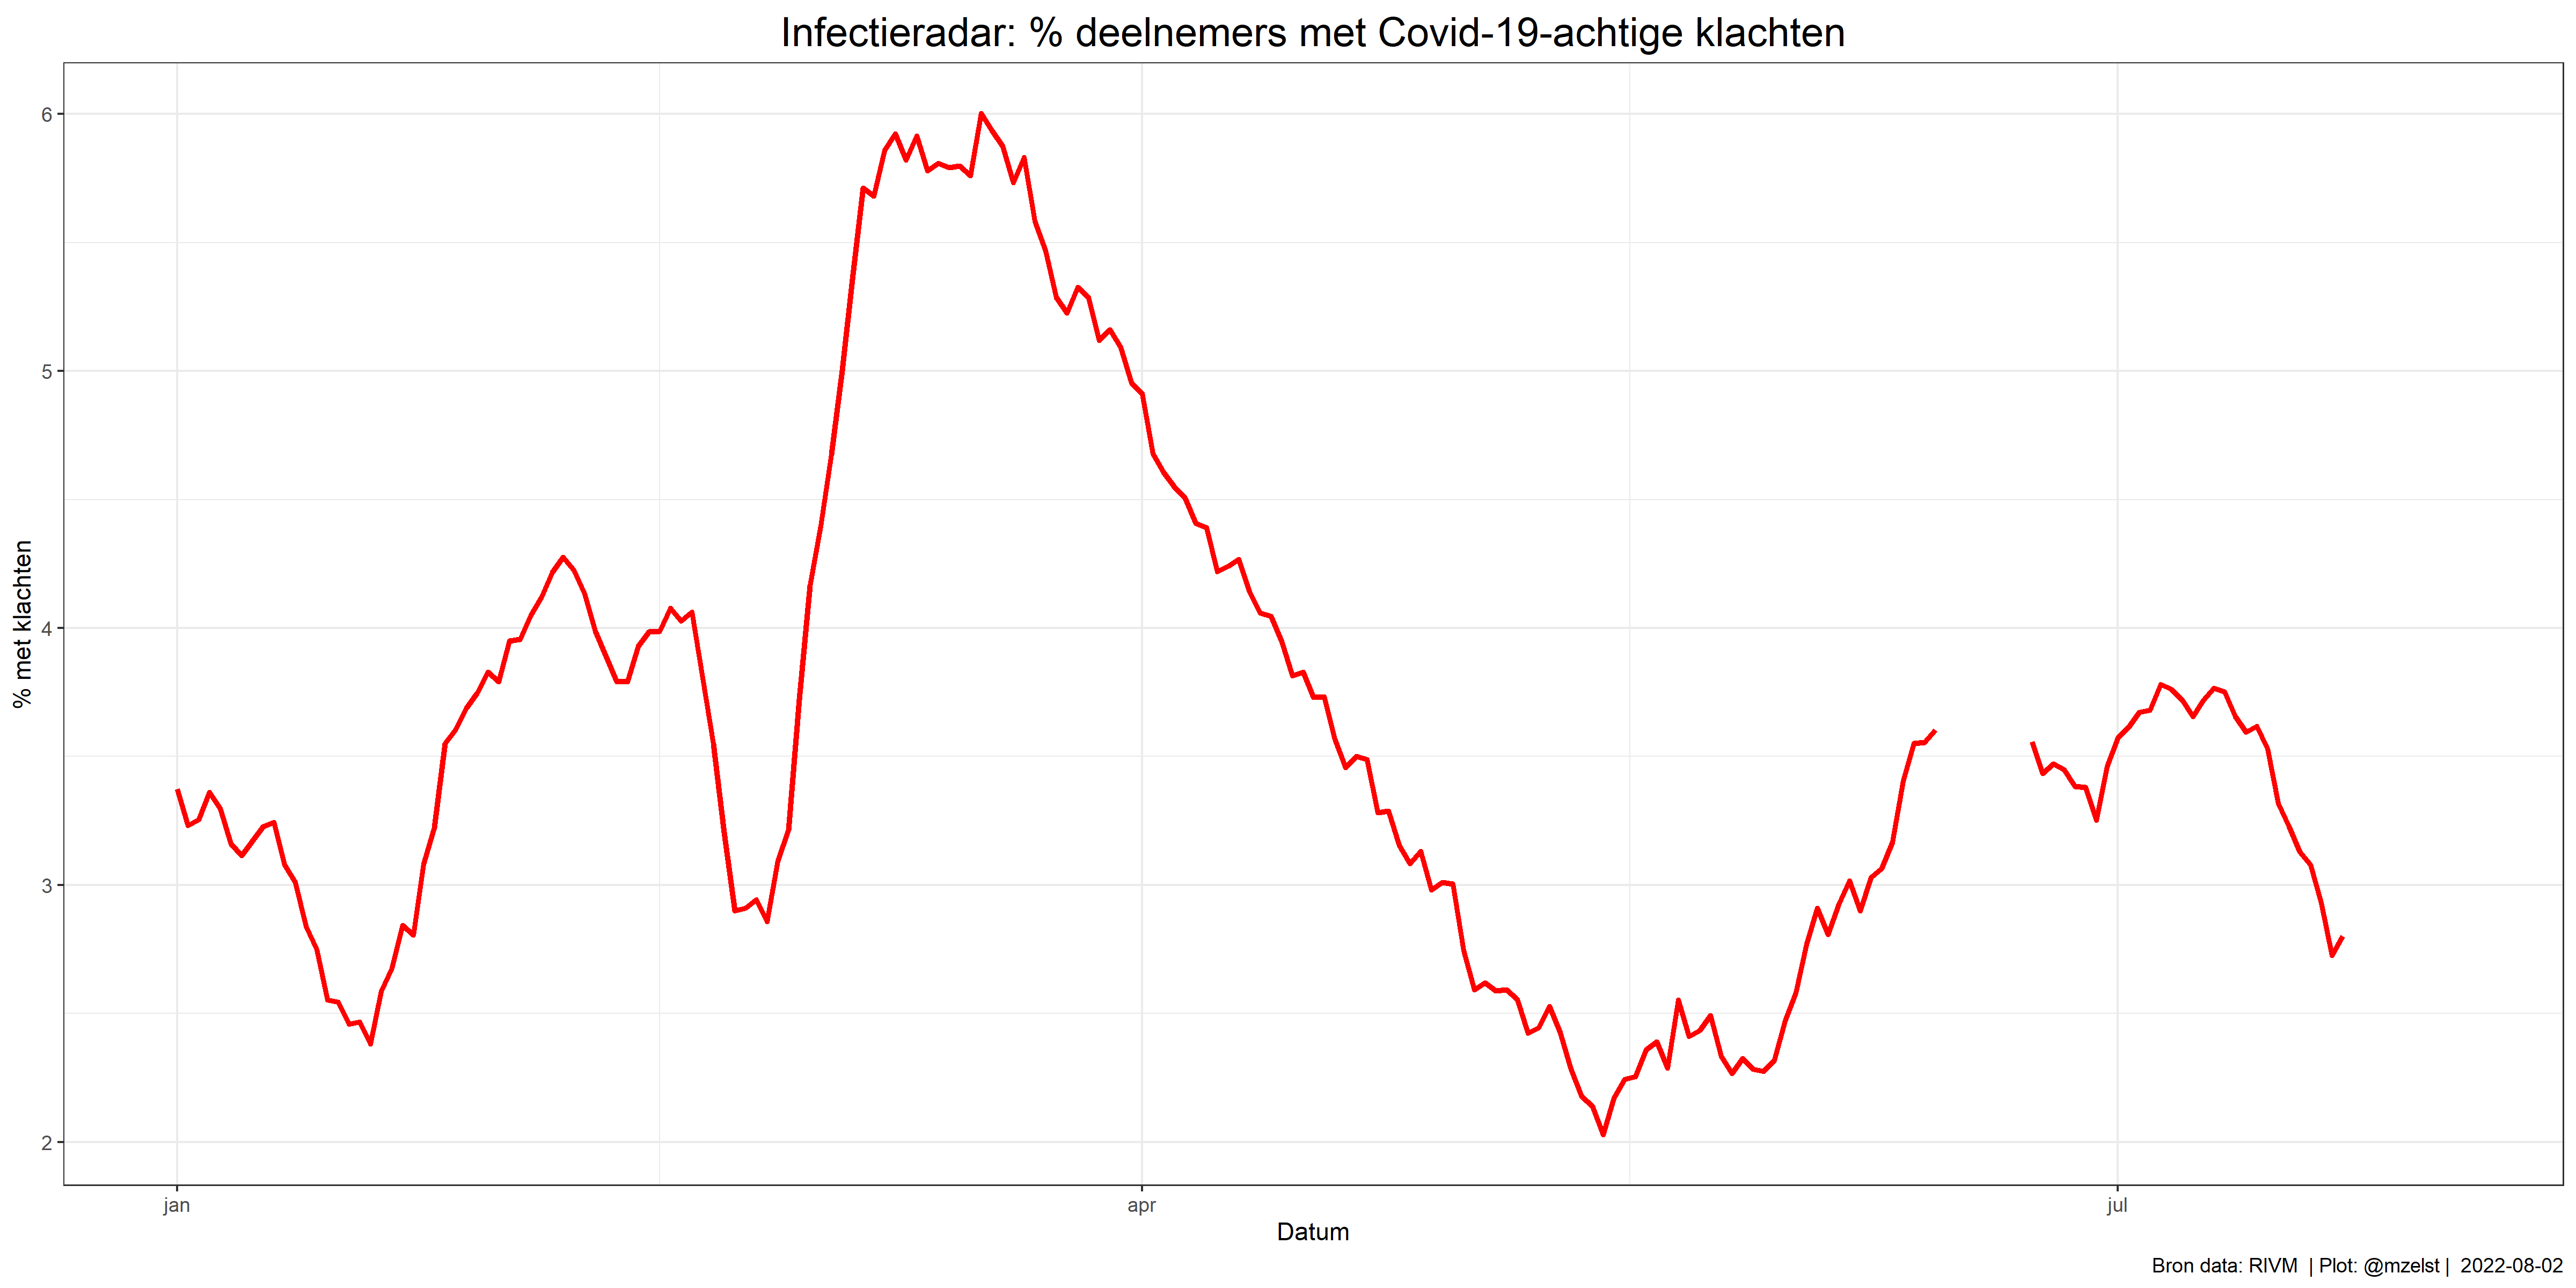 Infectieradar: % deelnemers met Covid-19-achtige klachten
6
5
4
3
2
% met klachten
jan
apr
jul
Datum
Bron data: RIVM | Plot: @mzelst | 2022-08-02